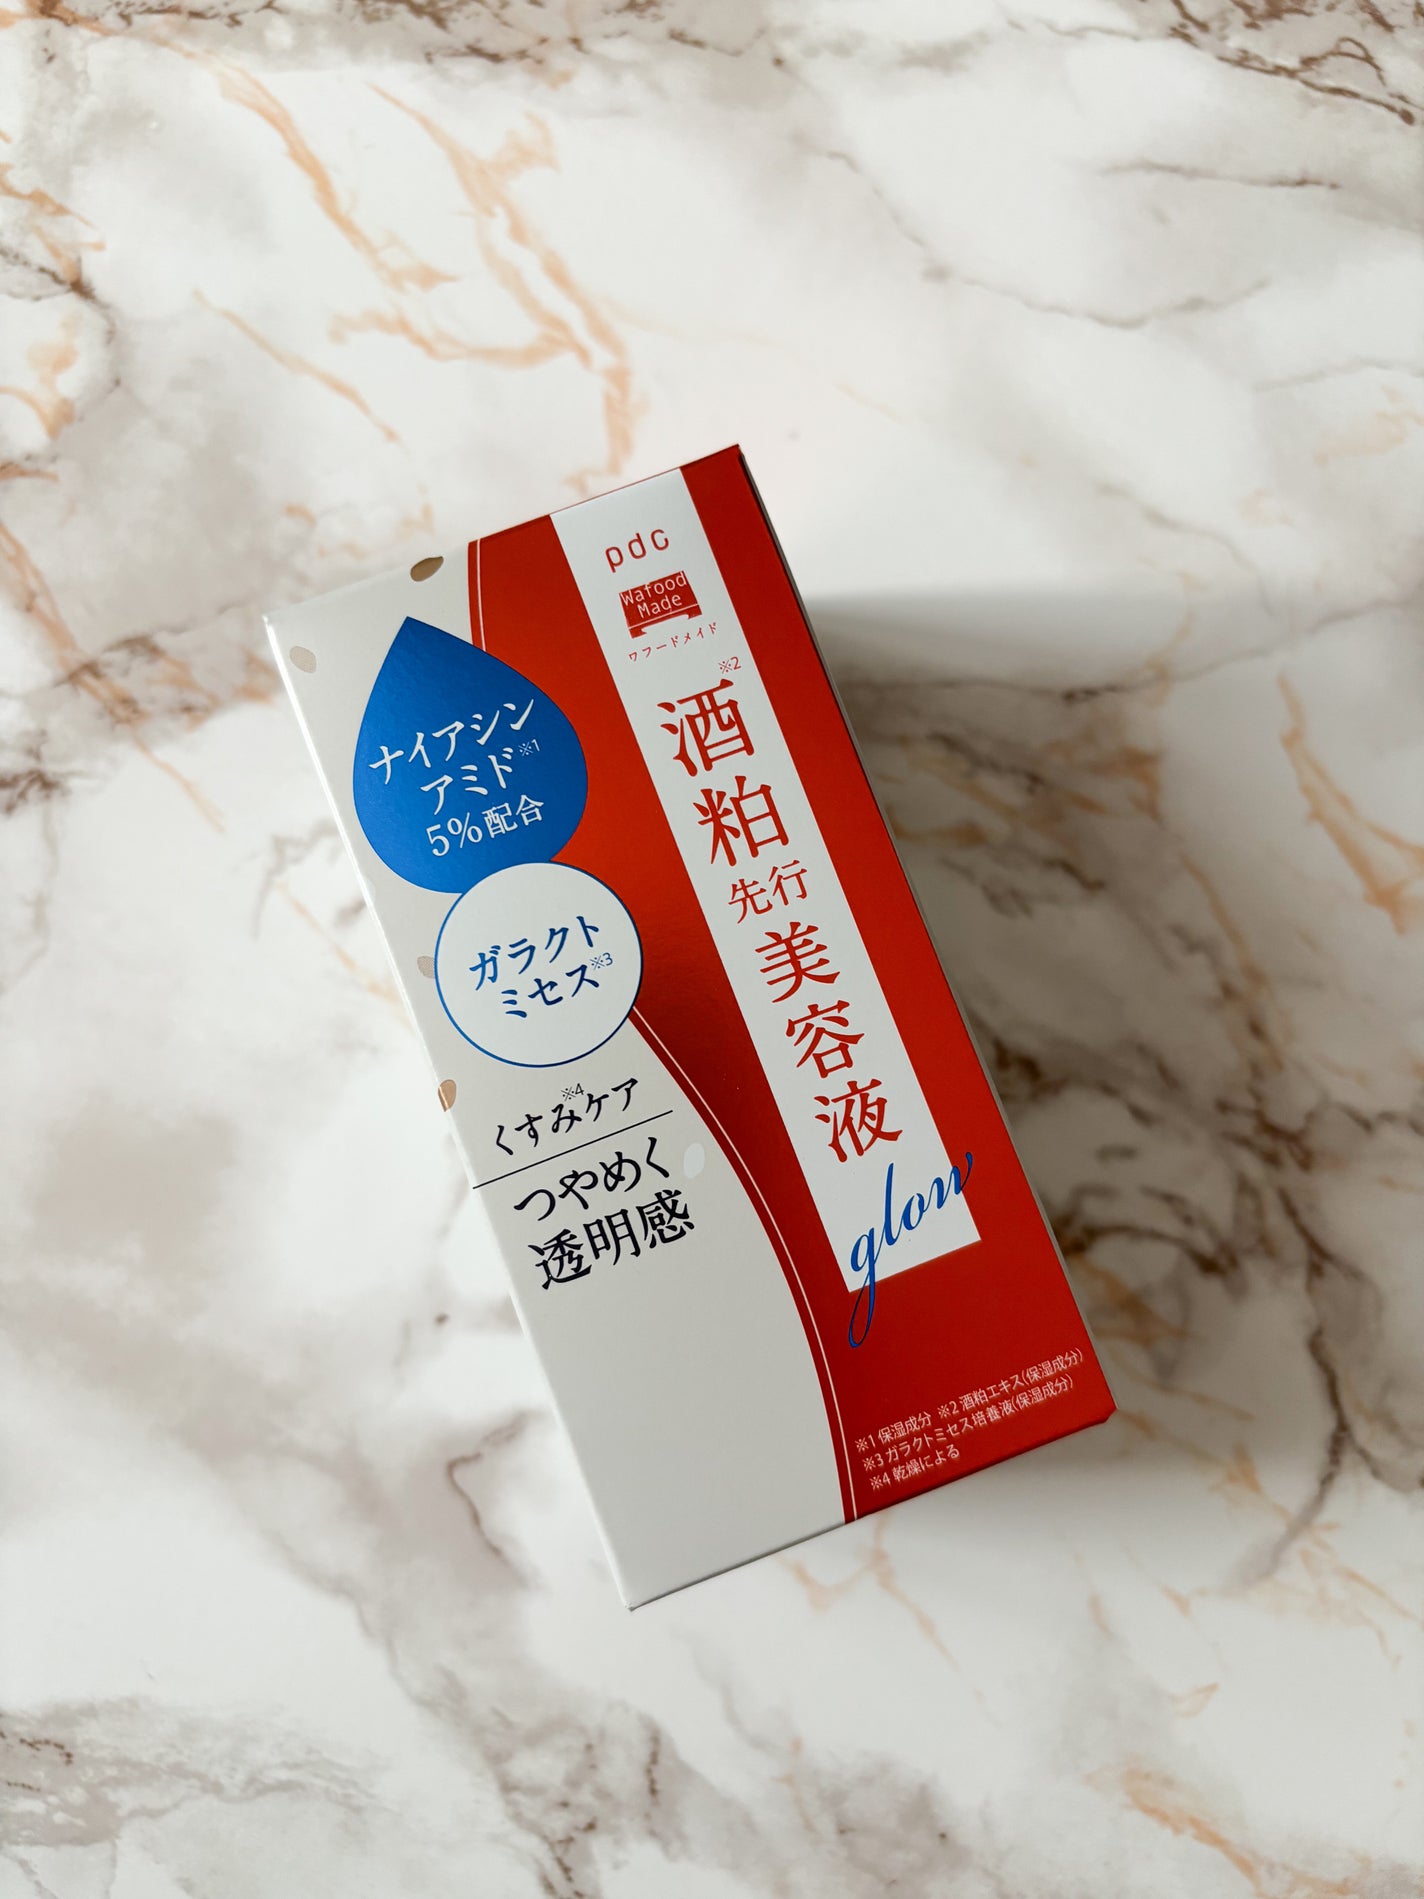 pdc
Wafood
Made
ワフードメイド
酒粕※2
先行
美容液
glow
ナイアシン
アミド※1
5%配合
ガラクト
ミセス※3
くすみ※4ケア
つやめく
透明感
※1 保湿成分 ※2 酒粕エキス(保湿成分)
※3 ガラクトミセス培養液(保湿成分)
※4 乾燥による